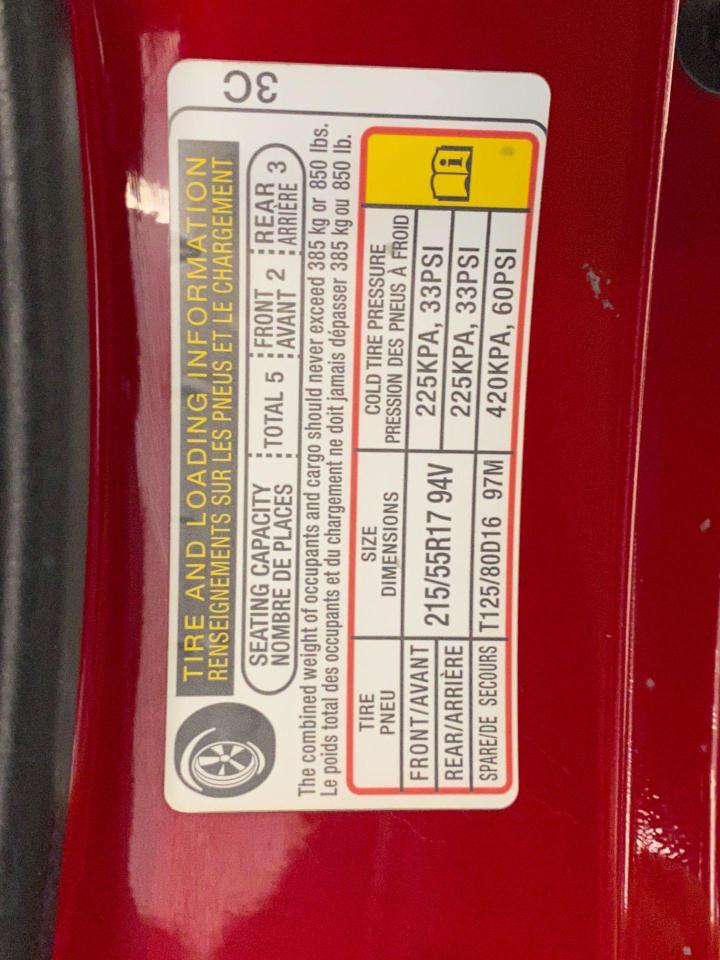 3C
TIRE AND LOADING INFORMATION
RENSEIGNEMENTS SUR LES PNEUS ET LE CHARGEMENT
SEATING CAPACITY
NOMBRE DE PLACES
TOTAL 5
FRONT
AVANT 2
REAR
ARRIÈRE 3
The combined weight of occupants and cargo should never exceed 385 kg or 850 lbs.
Le poids total des occupants et du chargement ne doit jamais dépasser 385 kg ou 850 lb.
TIRE
PNEU
SIZE
DIMENSIONS
COLD TIRE PRESSURE
PRESSION DES PNEUS À FROID
FRONT/AVANT
215/55R17 94V
225KPA, 33PSI
REAR/ARRIÈRE
225KPA, 33PSI
SPARE/DE SECOURS
T125/80D16 97M
420KPA, 60PSI
i